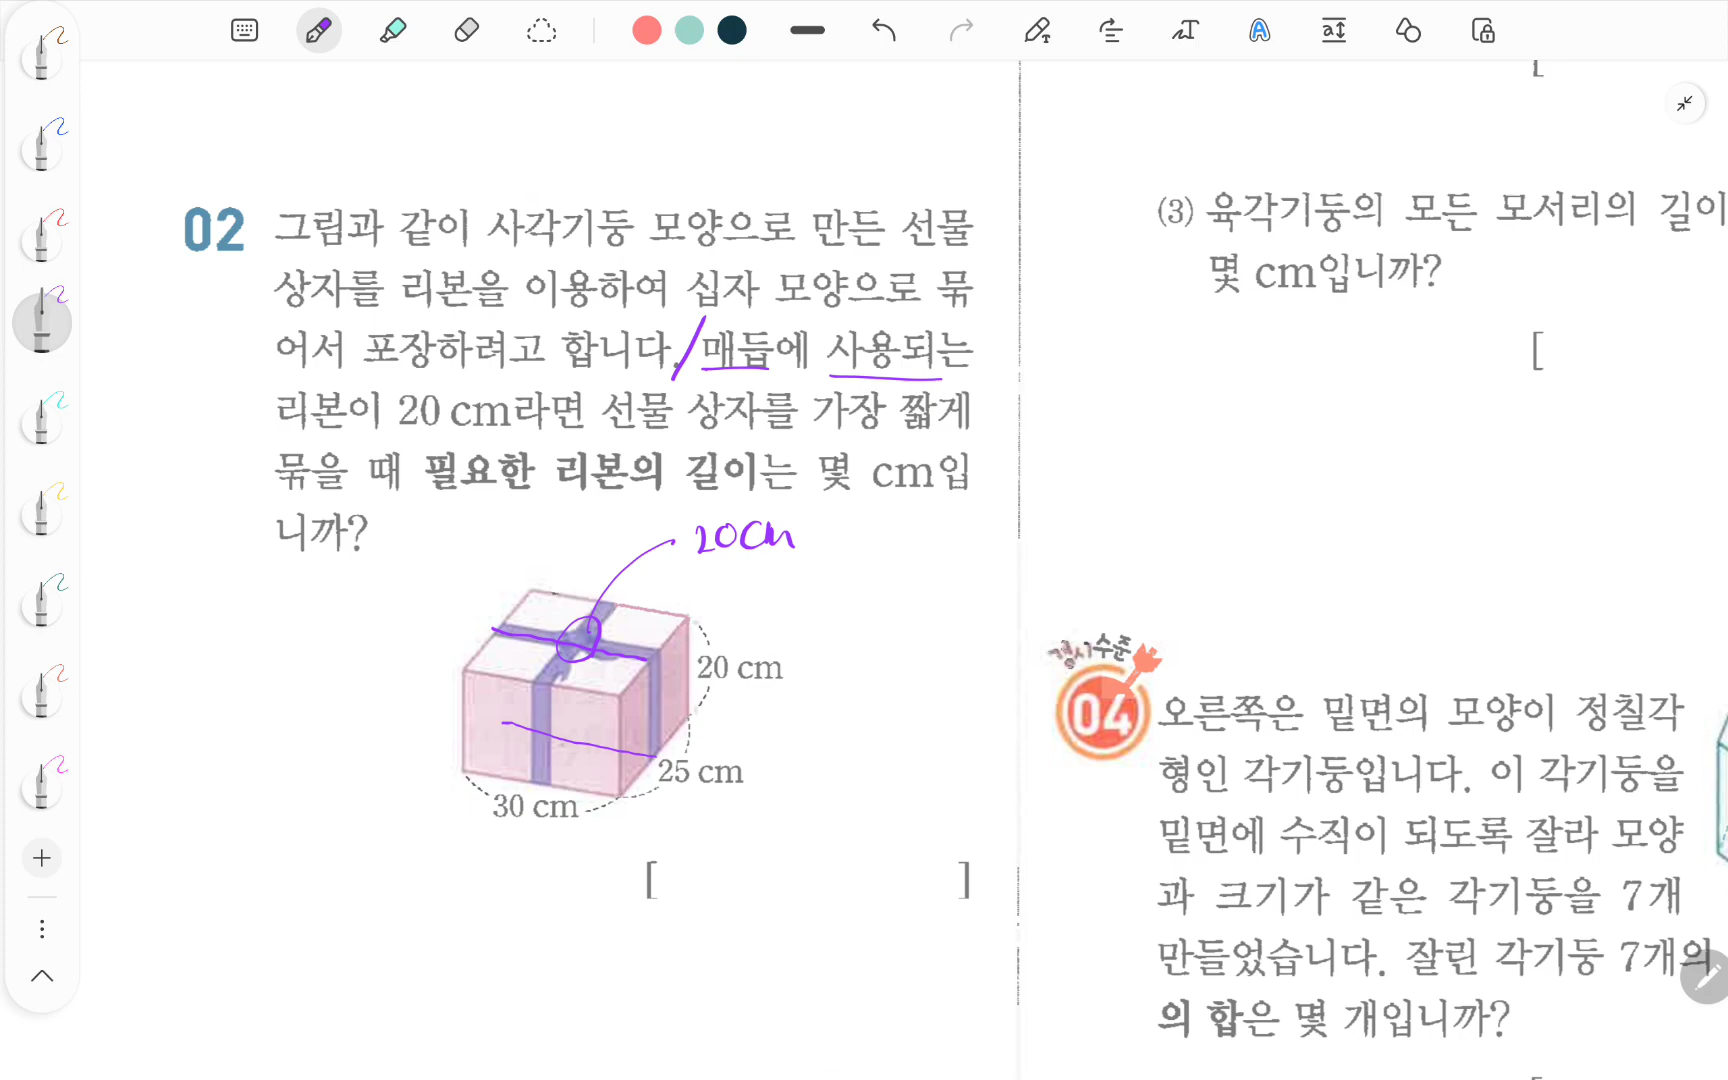 02 그림과 같이 사각기둥 모양으로 만든 선물
상자를 리본을 이용하여 십자 모양으로 묶
어서 포장하려고 합니다. 매듭에 사용되는
리본이 20 cm라면 선물 상자를 가장 짧게
묶을 때 필요한 리본의 길이는 몇 cm입
니까?
20cm
20 cm
25 cm
30 cm
[ ]
[
(3) 육각기둥의 모든 모서리의 길이
몇 cm입니까?
[
경시수준
04 오른쪽은 밑면의 모양이 정칠각
형인 각기둥입니다. 이 각기둥을
밑면에 수직이 되도록 잘라 모양
과 크기가 같은 각기둥을 7개
만들었습니다. 잘린 각기둥 7개의
의 합은 몇 개입니까?